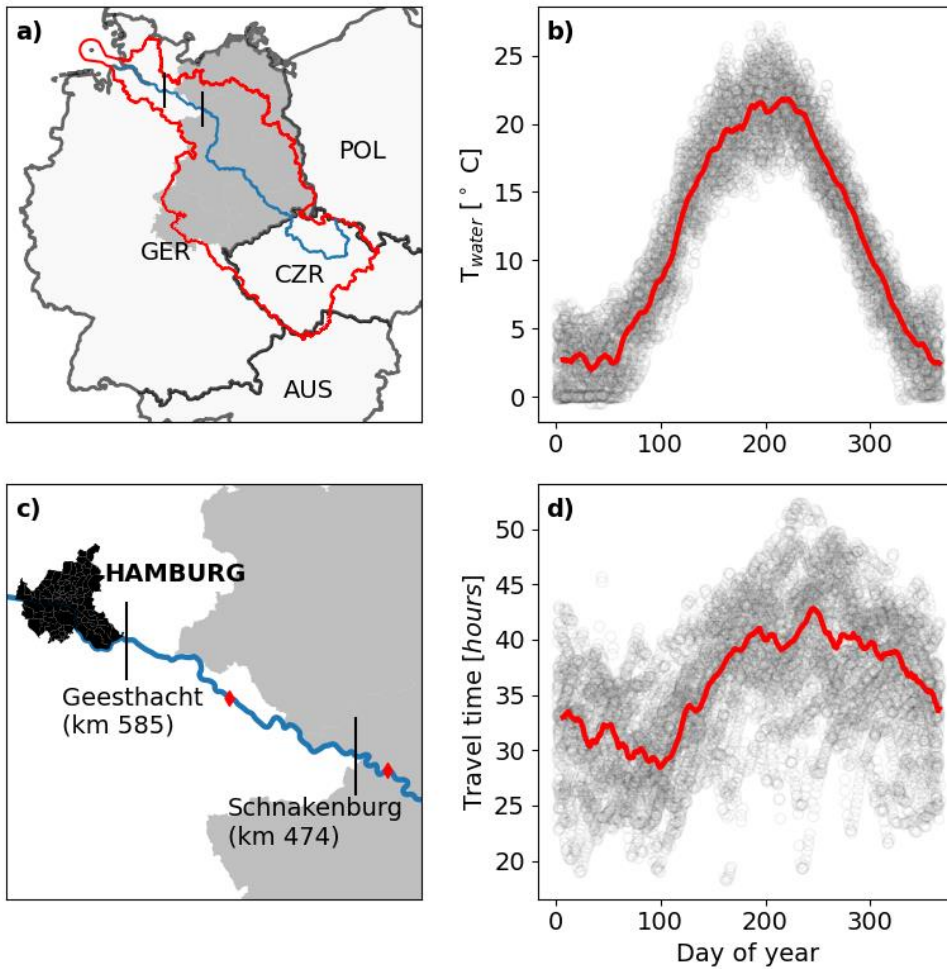 a)
POL
GER
CZR
AUS
b)
T_water [° C]
25
20
15
10
5
0
0 100 200 300
c)
HAMBURG
Geesthacht
(km 585)
Schnakenburg
(km 474)
d)
Travel time [hours]
50
45
40
35
30
25
20
0 100 200 300
Day of year